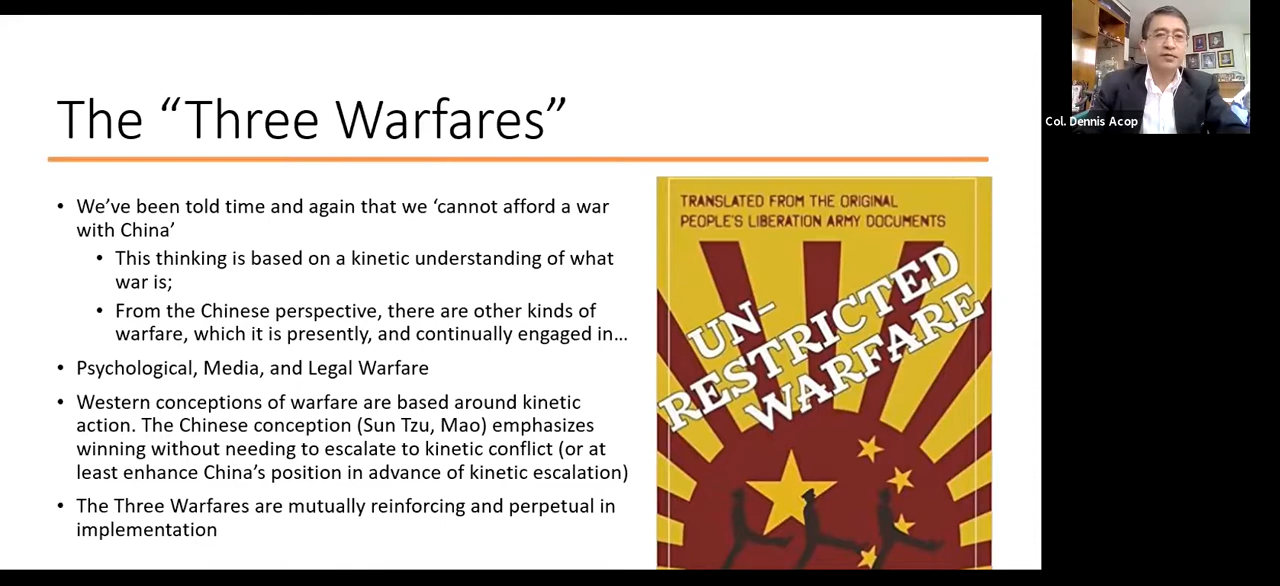 The “Three Warfares”
• We’ve been told time and again that we ‘cannot afford a war
with China’
• This thinking is based on a kinetic understanding of what
war is;
• From the Chinese perspective, there are other kinds of
warfare, which it is presently, and continually engaged in…
• Psychological, Media, and Legal Warfare
• Western conceptions of warfare are based around kinetic
action. The Chinese conception (Sun Tzu, Mao) emphasizes
winning without needing to escalate to kinetic conflict (or at
least enhance China’s position in advance of kinetic escalation)
• The Three Warfares are mutually reinforcing and perpetual in
implementation
TRANSLATED FROM THE ORIGINAL
PEOPLE'S LIBERATION ARMY DOCUMENTS
UN-
RESTRICTED
WARFARE
Col. Dennis Acop